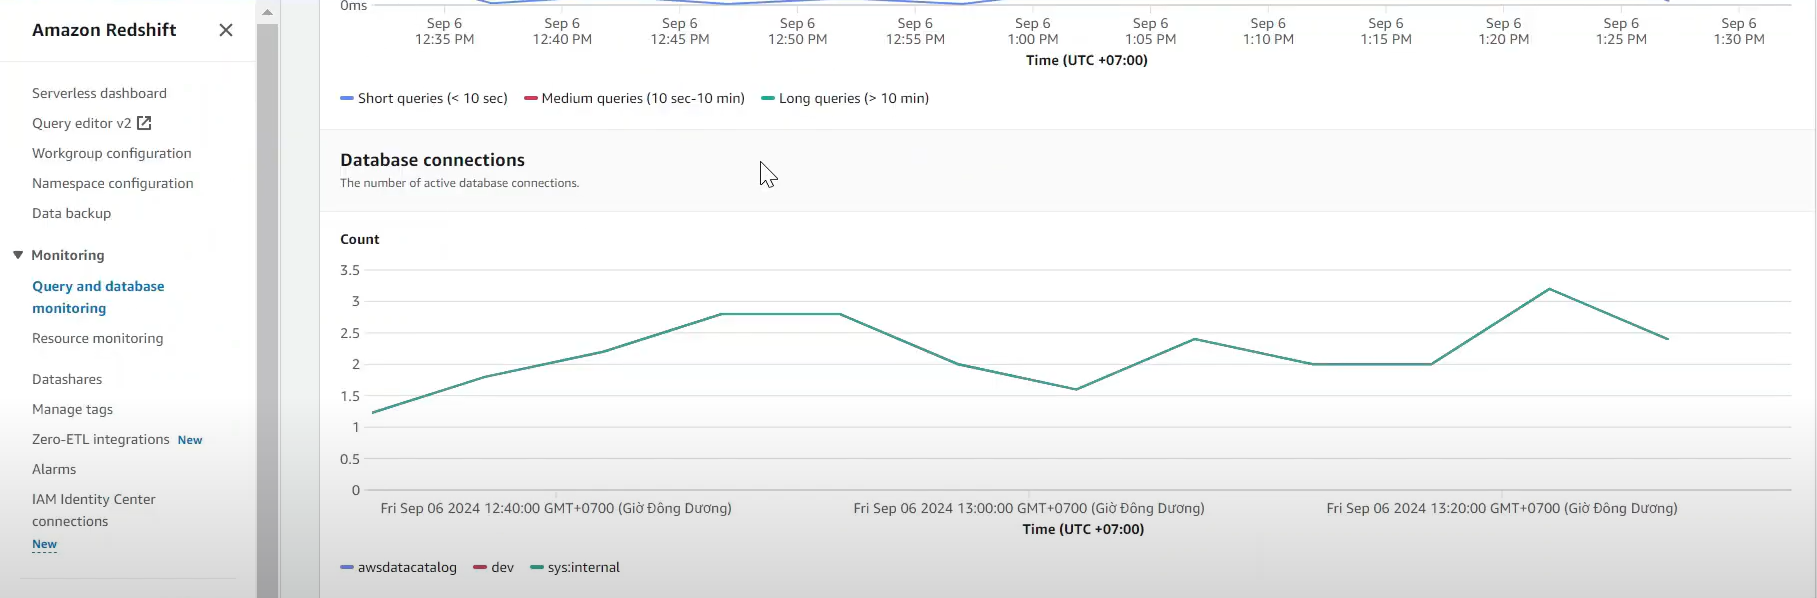 Amazon Redshift
Serverless dashboard
Query editor v2
Workgroup configuration
Namespace configuration
Data backup
Monitoring
Query and database
monitoring
Resource monitoring
Datashares
Manage tags
Zero-ETL integrations New
Alarms
IAM Identity Center
connections
New
0ms
Sep 6 Sep 6 Sep 6 Sep 6 Sep 6 Sep 6 Sep 6 Sep 6 Sep 6 Sep 6 Sep 6 Sep 6
12:35 PM 12:40 PM 12:45 PM 12:50 PM 12:55 PM 1:00 PM 1:05 PM 1:10 PM 1:15 PM 1:20 PM 1:25 PM 1:30 PM
Time (UTC +07:00)
Short queries (< 10 sec) Medium queries (10 sec-10 min) Long queries (> 10 min)
Database connections
The number of active database connections.
Count
3.5
3
2.5
2
1.5
1
0.5
0
Fri Sep 06 2024 12:40:00 GMT+0700 (Giờ Đông Dương) Fri Sep 06 2024 13:00:00 GMT+0700 (Giờ Đông Dương) Fri Sep 06 2024 13:20:00 GMT+0700 (Giờ Đông Dương)
Time (UTC +07:00)
awsdatacatalog dev sys:internal